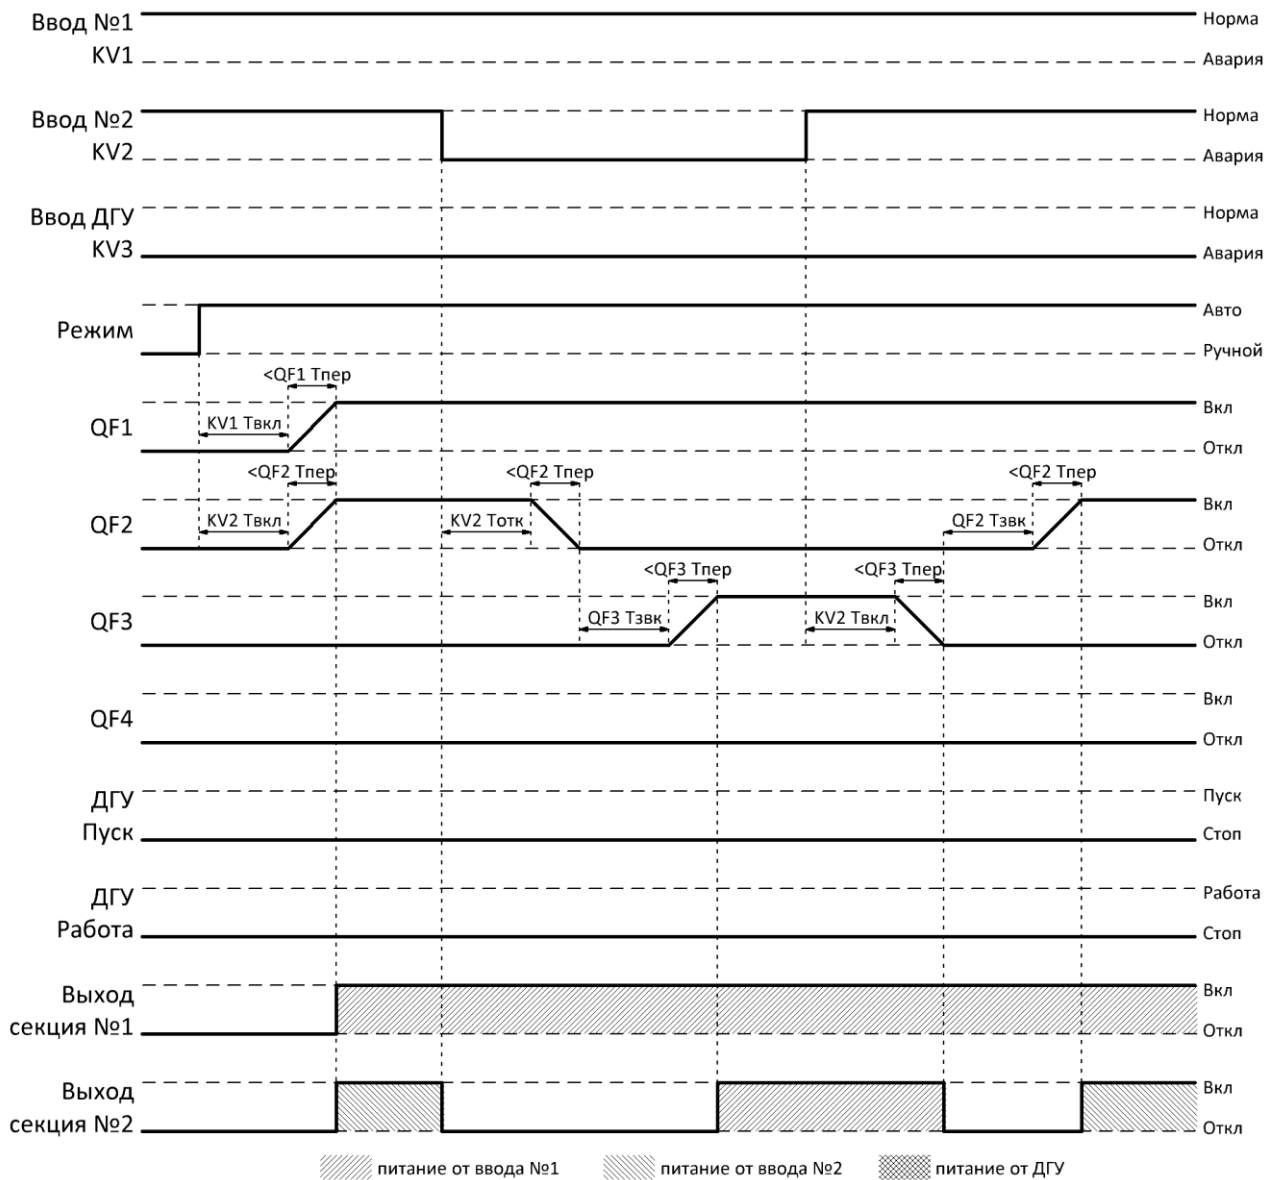 Ввод №1
KV1
Норма
Авария
Ввод №2
KV2
Норма
Авария
Ввод ДГУ
KV3
Норма
Авария
Режим
Авто
Ручной
<QF1 Тпер
QF1
KV1 Твкл
Вкл
Откл
<QF2 Тпер
<QF2 Тпер
<QF2 Тпер
QF2
KV2 Твкл
KV2 Тотк
QF2 Тзвк
Вкл
Откл
<QF3 Тпер
<QF3 Тпер
QF3
QF3 Тзвк
KV2 Твкл
Вкл
Откл
QF4
Вкл
Откл
ДГУ
Пуск
Пуск
Стоп
ДГУ
Работа
Работа
Стоп
Выход
секция №1
Вкл
Откл
Выход
секция №2
Вкл
Откл
питание от ввода №1
питание от ввода №2
питание от ДГУ